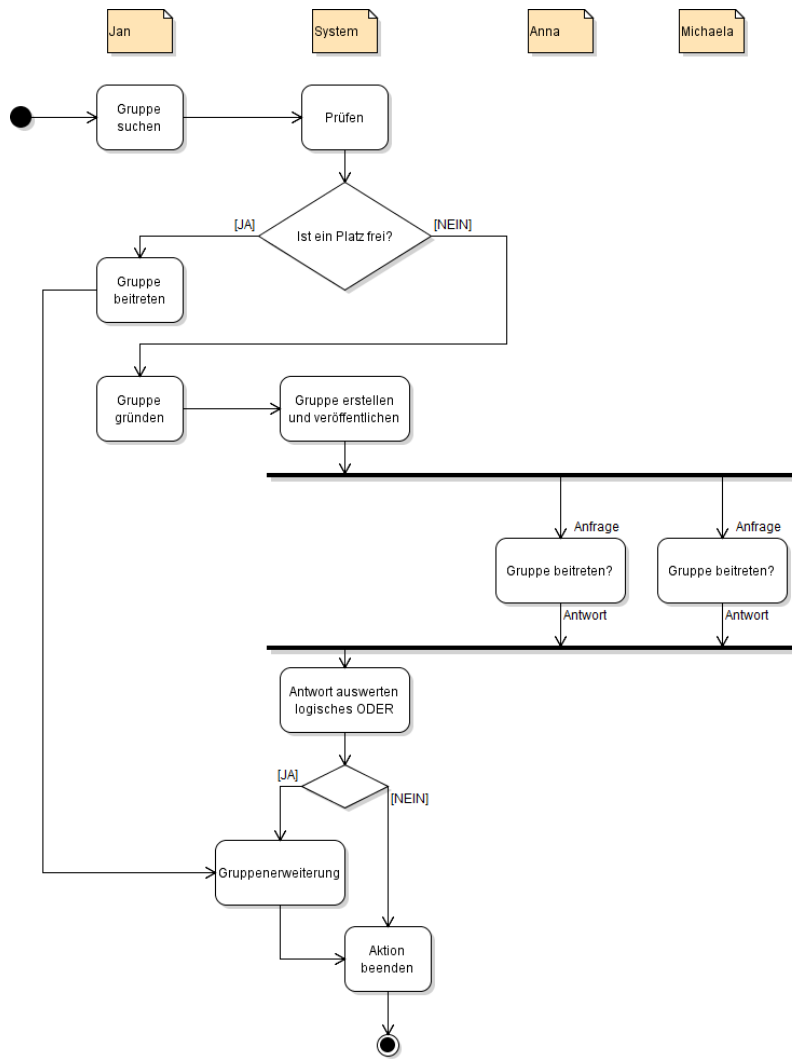 Jan
System
Anna
Michaela
Gruppe
suchen
Prüfen
[JA]
Ist ein Platz frei?
[NEIN]
Gruppe
beitreten
Gruppe
gründen
Gruppe erstellen
und veröffentlichen
Anfrage
Anfrage
Gruppe beitreten?
Gruppe beitreten?
Antwort
Antwort
Antwort auswerten
logisches ODER
[JA]
[NEIN]
Gruppenerweiterung
Aktion
beenden